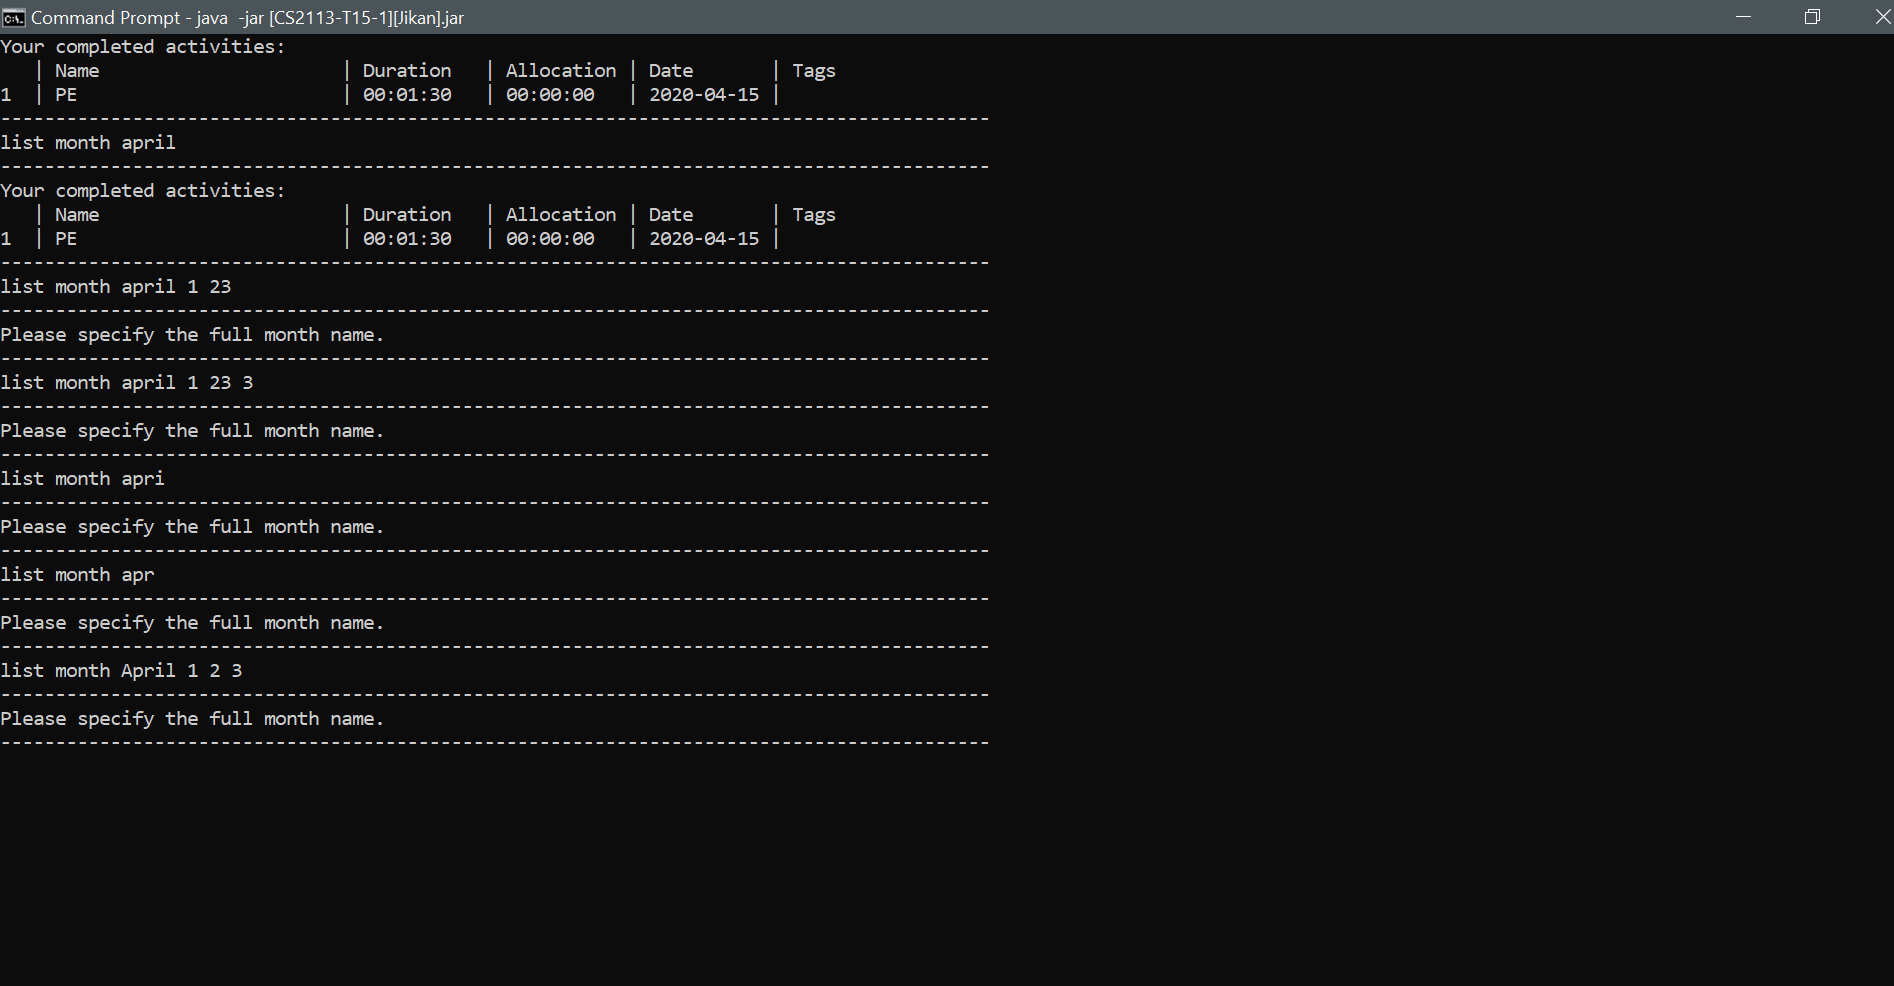 Command Prompt - java  -jar [CS2113-T15-1][Jikan].jar
Your completed activities:
   | Name                      | Duration   | Allocation | Date       | Tags
1  | PE                        | 00:01:30   | 00:00:00   | 2020-04-15 |
------------------------------------------------------------------------------------------
list month april
------------------------------------------------------------------------------------------
Your completed activities:
   | Name                      | Duration   | Allocation | Date       | Tags
1  | PE                        | 00:01:30   | 00:00:00   | 2020-04-15 |
------------------------------------------------------------------------------------------
list month april 1 23
------------------------------------------------------------------------------------------
Please specify the full month name.
------------------------------------------------------------------------------------------
list month april 1 23 3
------------------------------------------------------------------------------------------
Please specify the full month name.
------------------------------------------------------------------------------------------
list month apri
------------------------------------------------------------------------------------------
Please specify the full month name.
------------------------------------------------------------------------------------------
list month apr
------------------------------------------------------------------------------------------
Please specify the full month name.
------------------------------------------------------------------------------------------
list month April 1 2 3
------------------------------------------------------------------------------------------
Please specify the full month name.
------------------------------------------------------------------------------------------